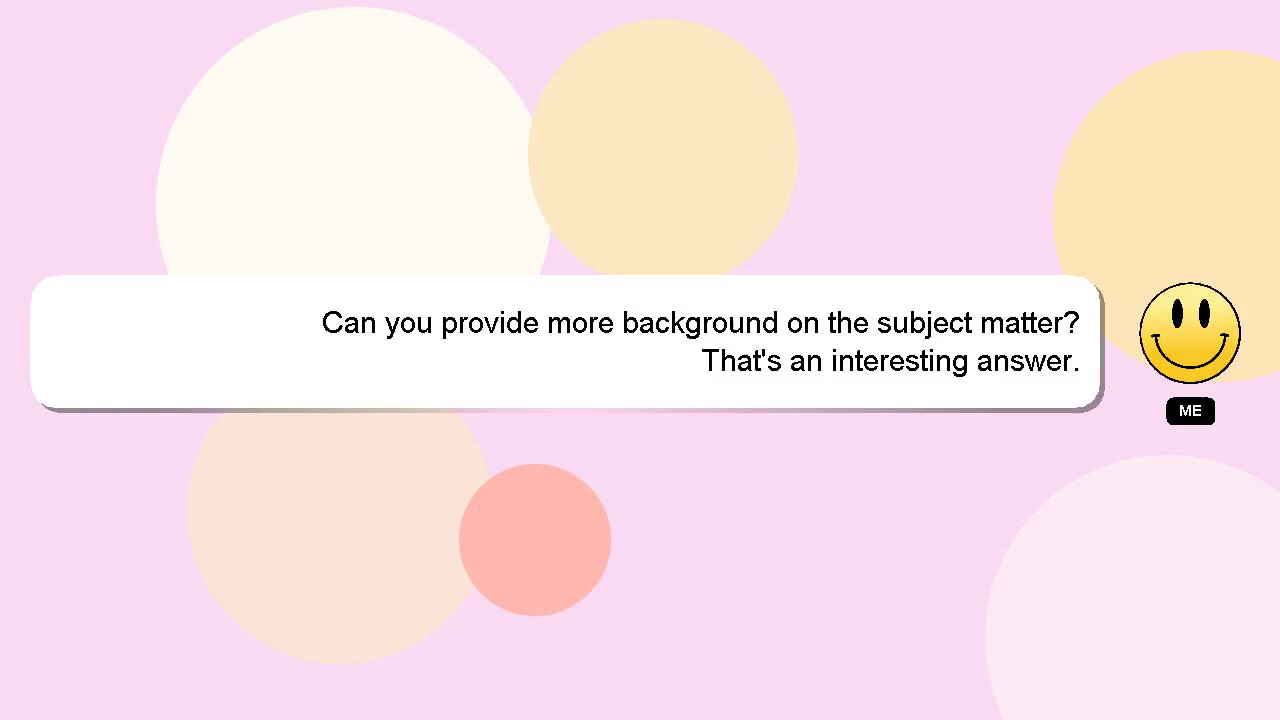 Can you provide more background on the subject matter?
That's an interesting answer.
ME